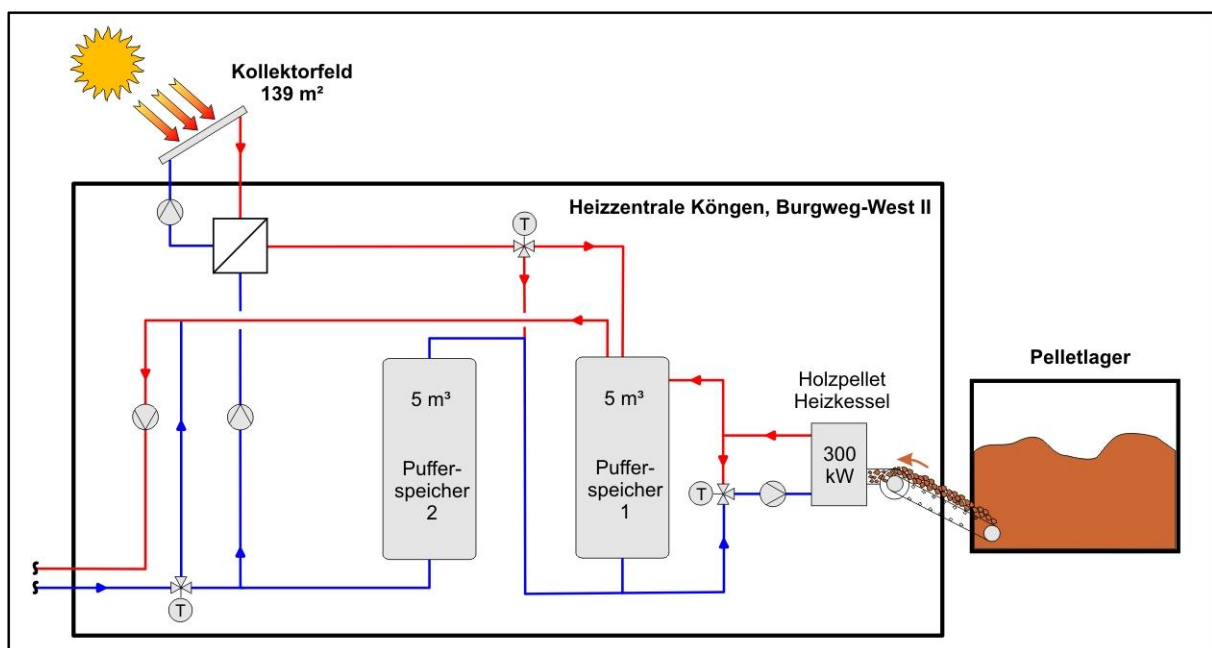 Kollektorfeld
139 m²
Heizzentrale Köngen, Burgweg-West II
T
5 m³
Puffer-
speicher
2
5 m³
Puffer-
speicher
1
Holzpellet
Heizkessel
300
kW
T
Pelletlager
T